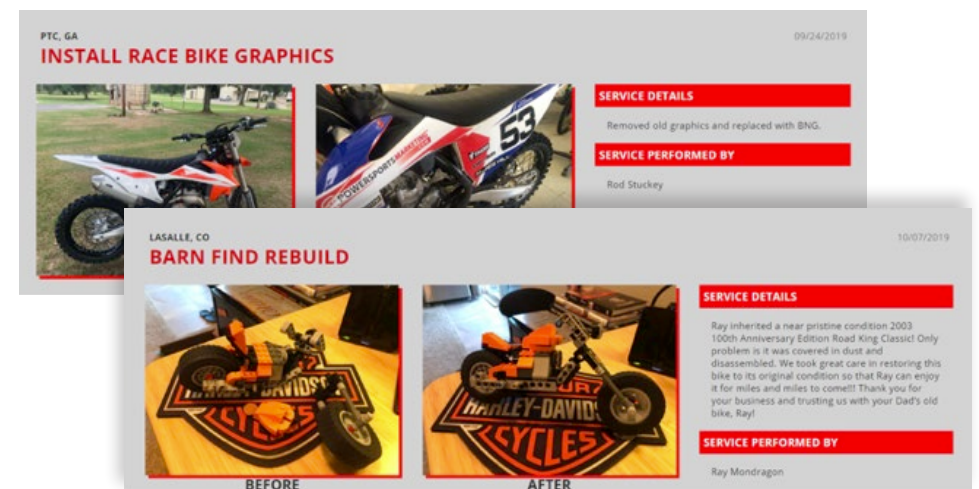 PTC, GA
09/24/2019
INSTALL RACE BIKE GRAPHICS
SERVICE DETAILS
Removed old graphics and replaced with BNG.
SERVICE PERFORMED BY
Rod Stuckey
POWERSPORTSMARKETING
53
LASALLE, CO
10/07/2019
BARN FIND REBUILD
SERVICE DETAILS
Ray inherited a near pristine condition 2003
100th Anniversary Edition Road King Classic! Only
problem is it was covered in dust and
disassembled. We took great care in restoring this
bike to its original condition so that Ray can enjoy
it for miles and miles to come!!! Thank you for
your business and trusting us with your Dad's old
bike, Ray!
SERVICE PERFORMED BY
Ray Mondragon
HARLEY-DAVIDSO
CYCLES
BEFORE
HARLEY-DAVID
CYCLES
AFTER